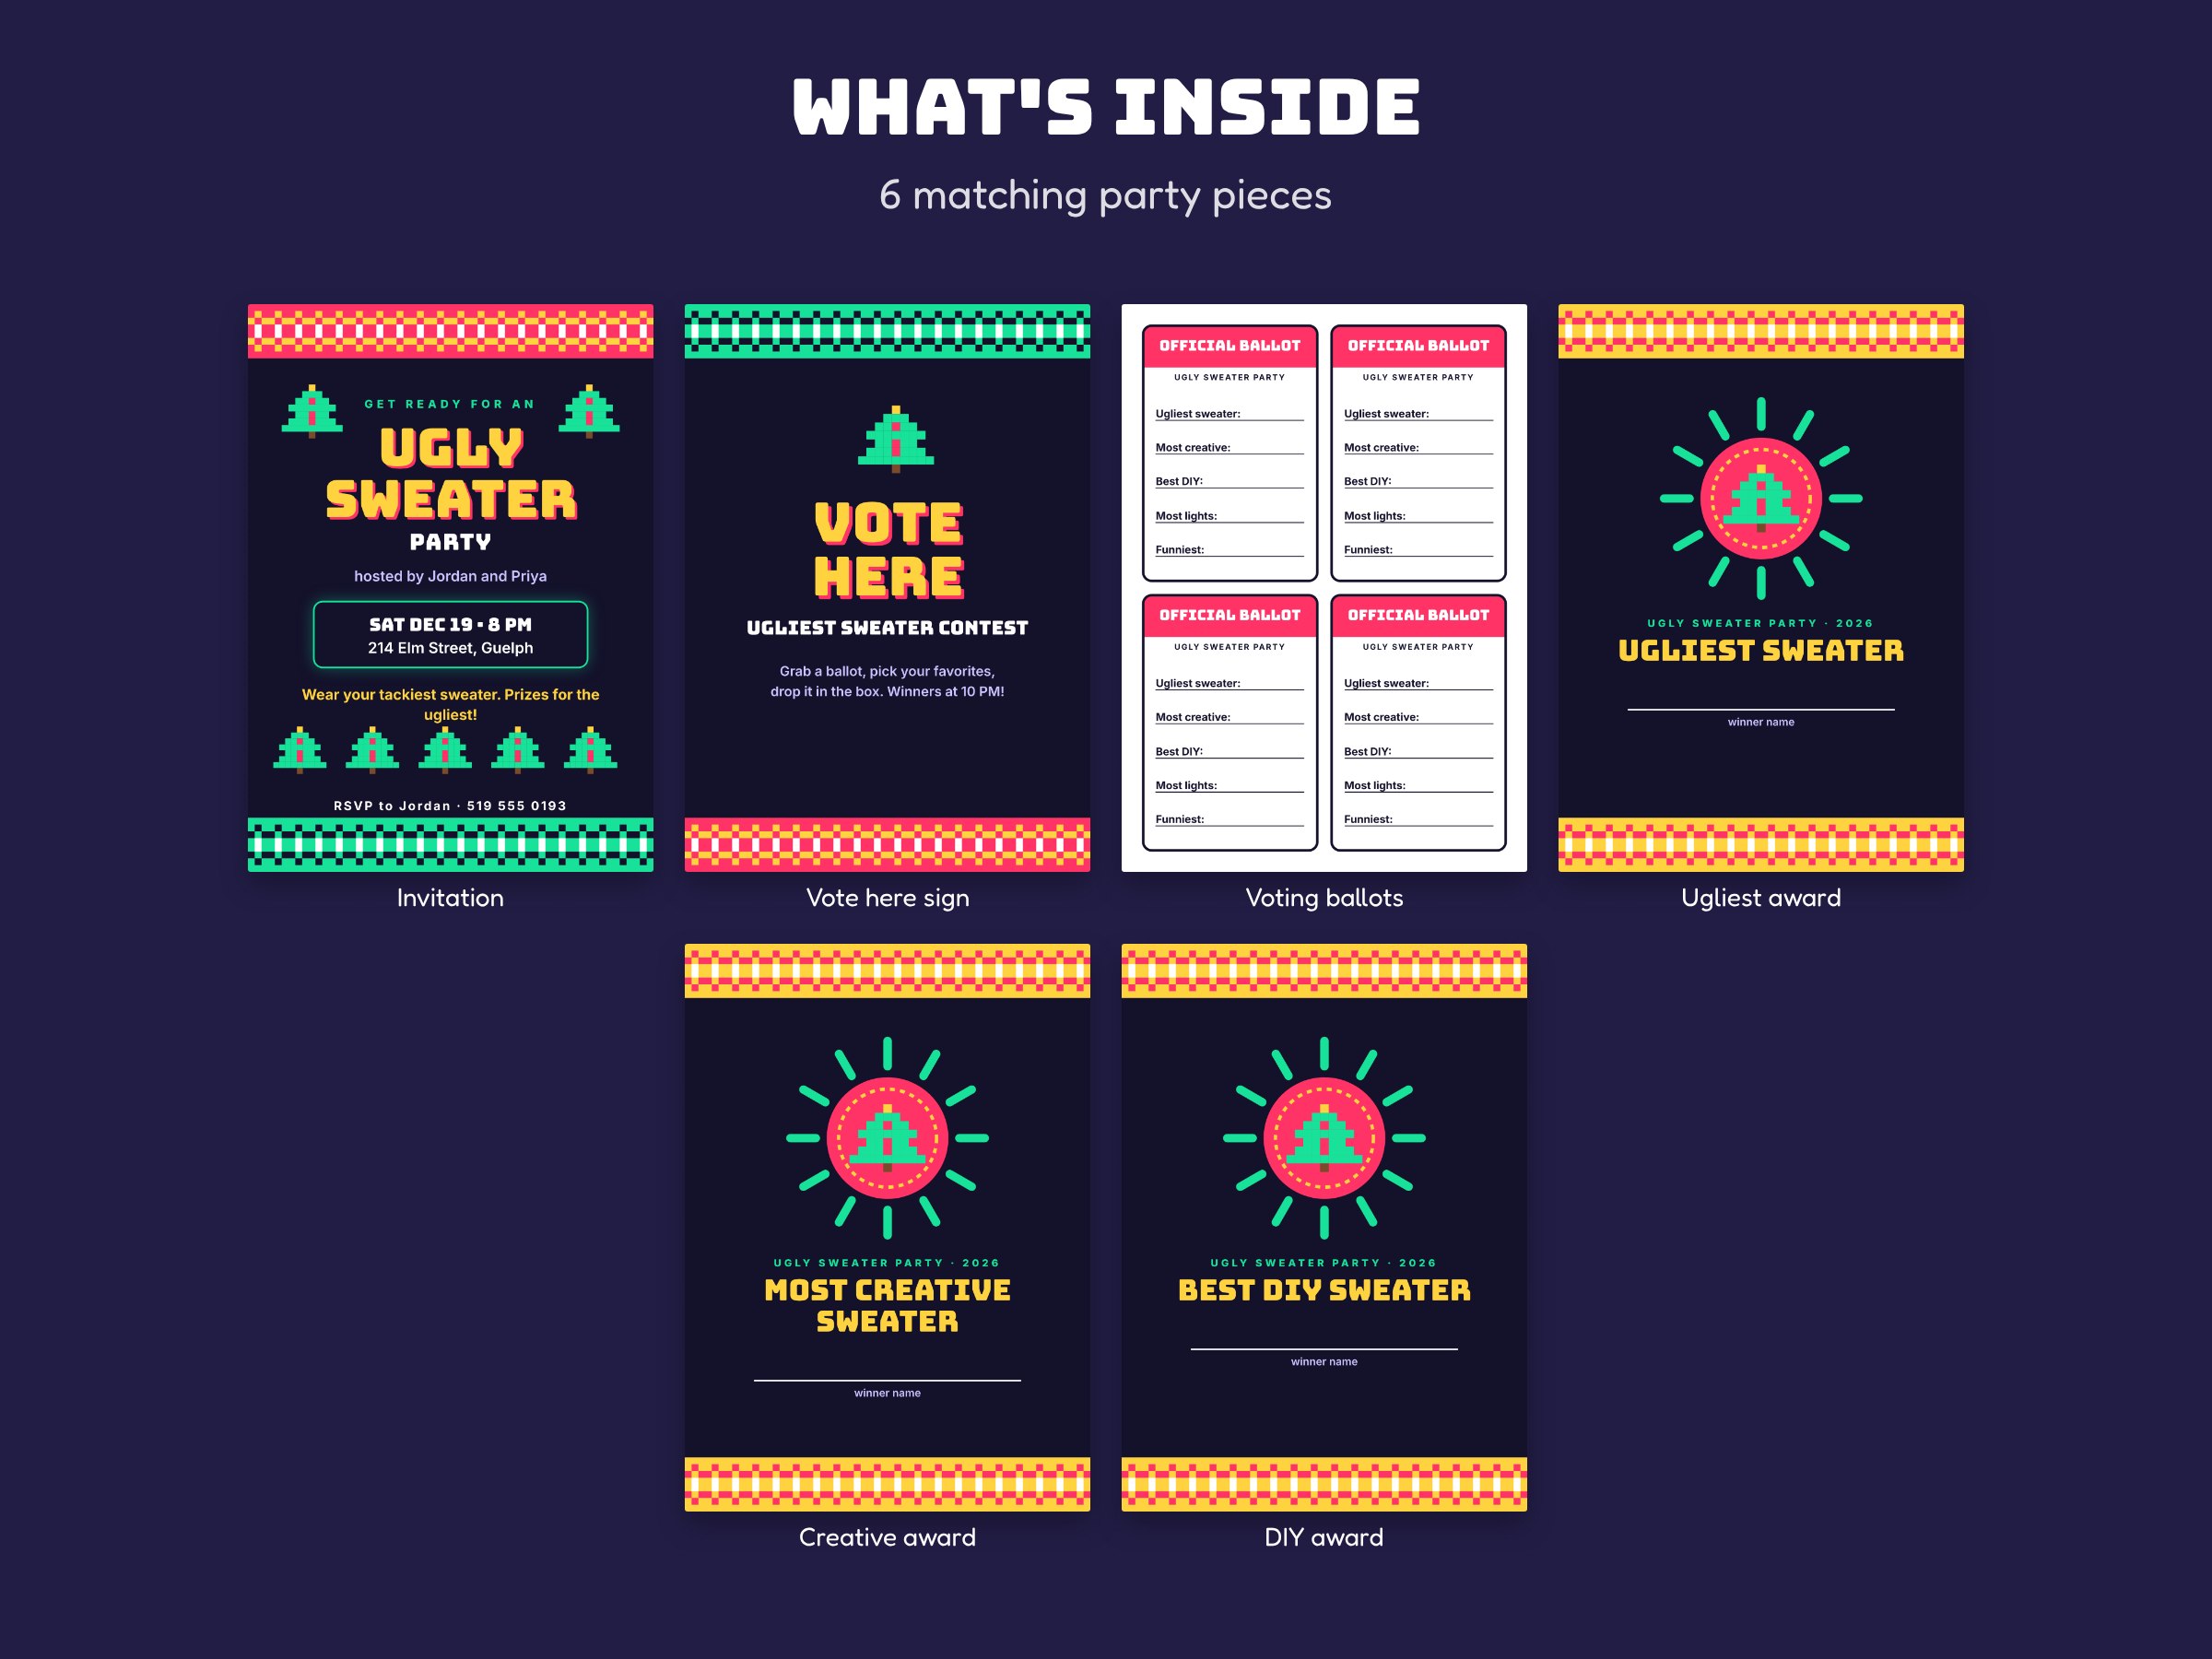 WHAT'S INSIDE
6 matching party pieces
GET READY FOR AN
UGLY
SWEATER
PARTY
hosted by Jordan and Priya
SAT DEC 19 · 8 PM
214 Elm Street, Guelph
Wear your tackiest sweater. Prizes for the
ugliest!
RSVP to Jordan · 519 555 0193
Invitation
VOTE
HERE
UGLIEST SWEATER CONTEST
Grab a ballot, pick your favorites,
drop it in the box. Winners at 10 PM!
Vote here sign
OFFICIAL BALLOT
UGLY SWEATER PARTY
Ugliest sweater:
Most creative:
Best DIY:
Most lights:
Funniest:
OFFICIAL BALLOT
UGLY SWEATER PARTY
Ugliest sweater:
Most creative:
Best DIY:
Most lights:
Funniest:
OFFICIAL BALLOT
UGLY SWEATER PARTY
Ugliest sweater:
Most creative:
Best DIY:
Most lights:
Funniest:
OFFICIAL BALLOT
UGLY SWEATER PARTY
Ugliest sweater:
Most creative:
Best DIY:
Most lights:
Funniest:
Voting ballots
UGLY SWEATER PARTY · 2026
UGLIEST SWEATER
winner name
Ugliest award
UGLY SWEATER PARTY · 2026
MOST CREATIVE
SWEATER
winner name
Creative award
UGLY SWEATER PARTY · 2026
BEST DIY SWEATER
winner name
DIY award